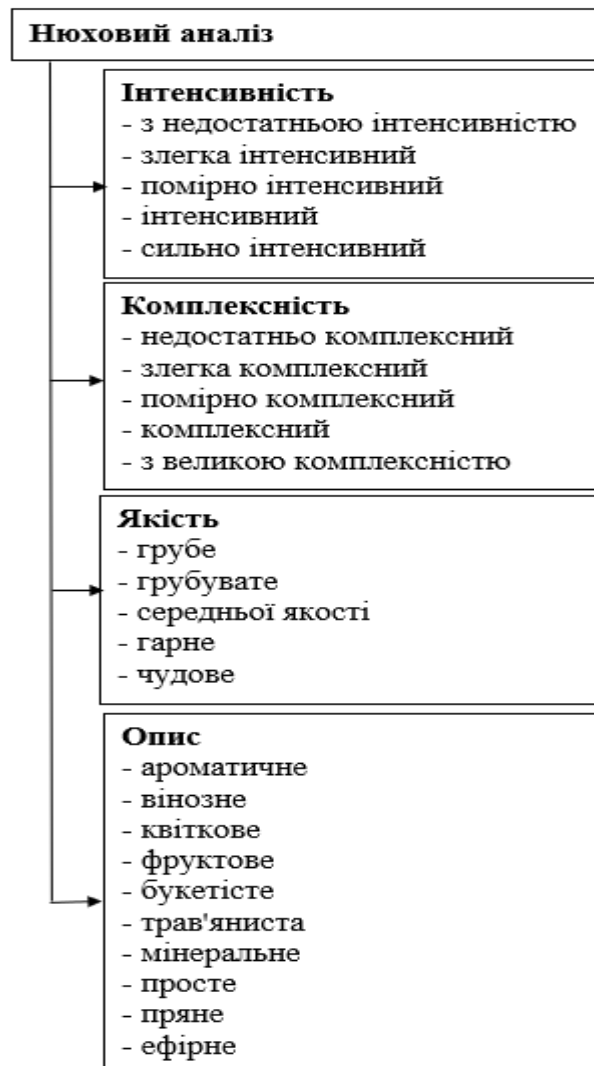 Нюховий аналіз
Інтенсивність
- з недостатньою інтенсивністю
- злегка інтенсивний
- помірно інтенсивний
- інтенсивний
- сильно інтенсивний
Комплексність
- недостатньо комплексний
- злегка комплексний
- помірно комплексний
- комплексний
- з великою комплексністю
Якість
- грубе
- грубувате
- середньої якості
- гарне
- чудове
Опис
- ароматичне
- вінозне
- квіткове
- фруктове
- букетісте
- трав'яниста
- мінеральне
- просте
- пряне
- ефірне